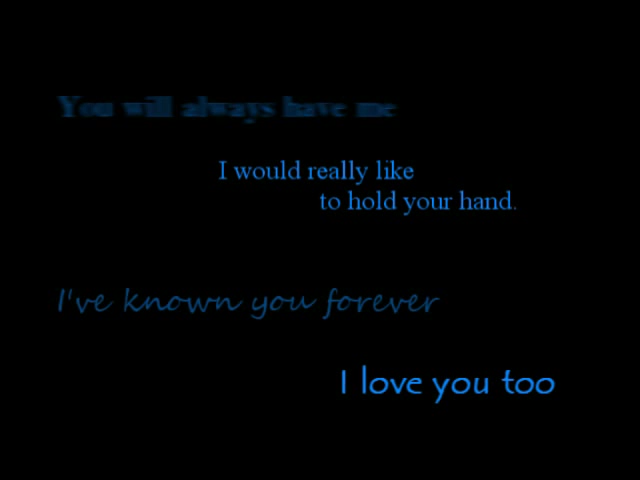 You will always have me
I would really like
to hold your hand.
I've known you forever
I love you too